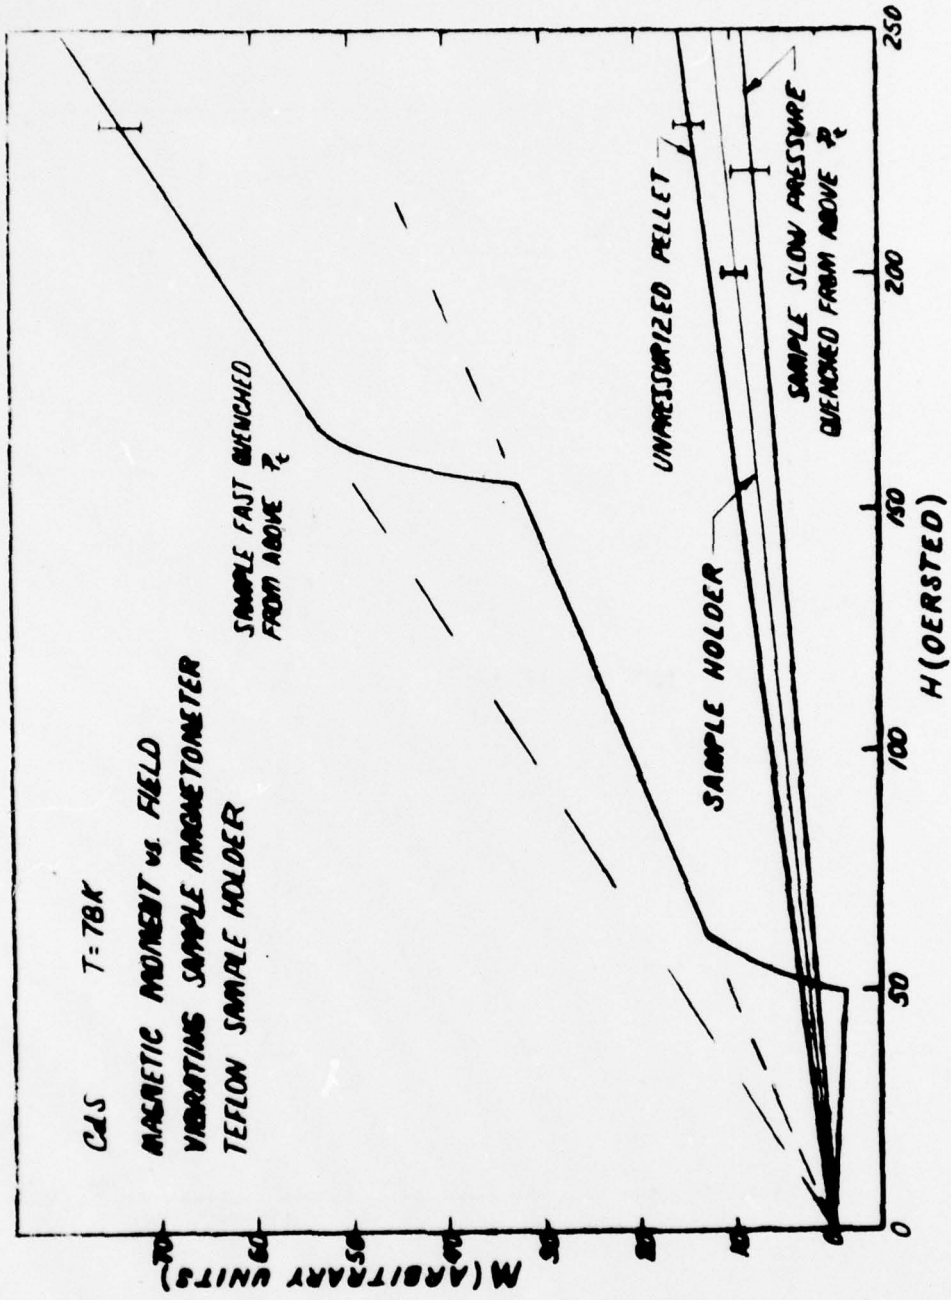 CdS T=78K
MAGNETIC MOMENT vs. FIELD
VIBRATING SAMPLE MAGNETOMETER
TEFLON SAMPLE HOLDER
SAMPLE FAST QUENCHED
FROM ABOVE P_t
UNPRESSURIZED PELLET
SAMPLE HOLDER
SAMPLE SLOW PRESSURE
QUENCHED FROM ABOVE P_t
M (ARBITRARY UNITS)
70
60
50
40
30
20
10
0
0
50
100
150
200
250
H (OERSTED)